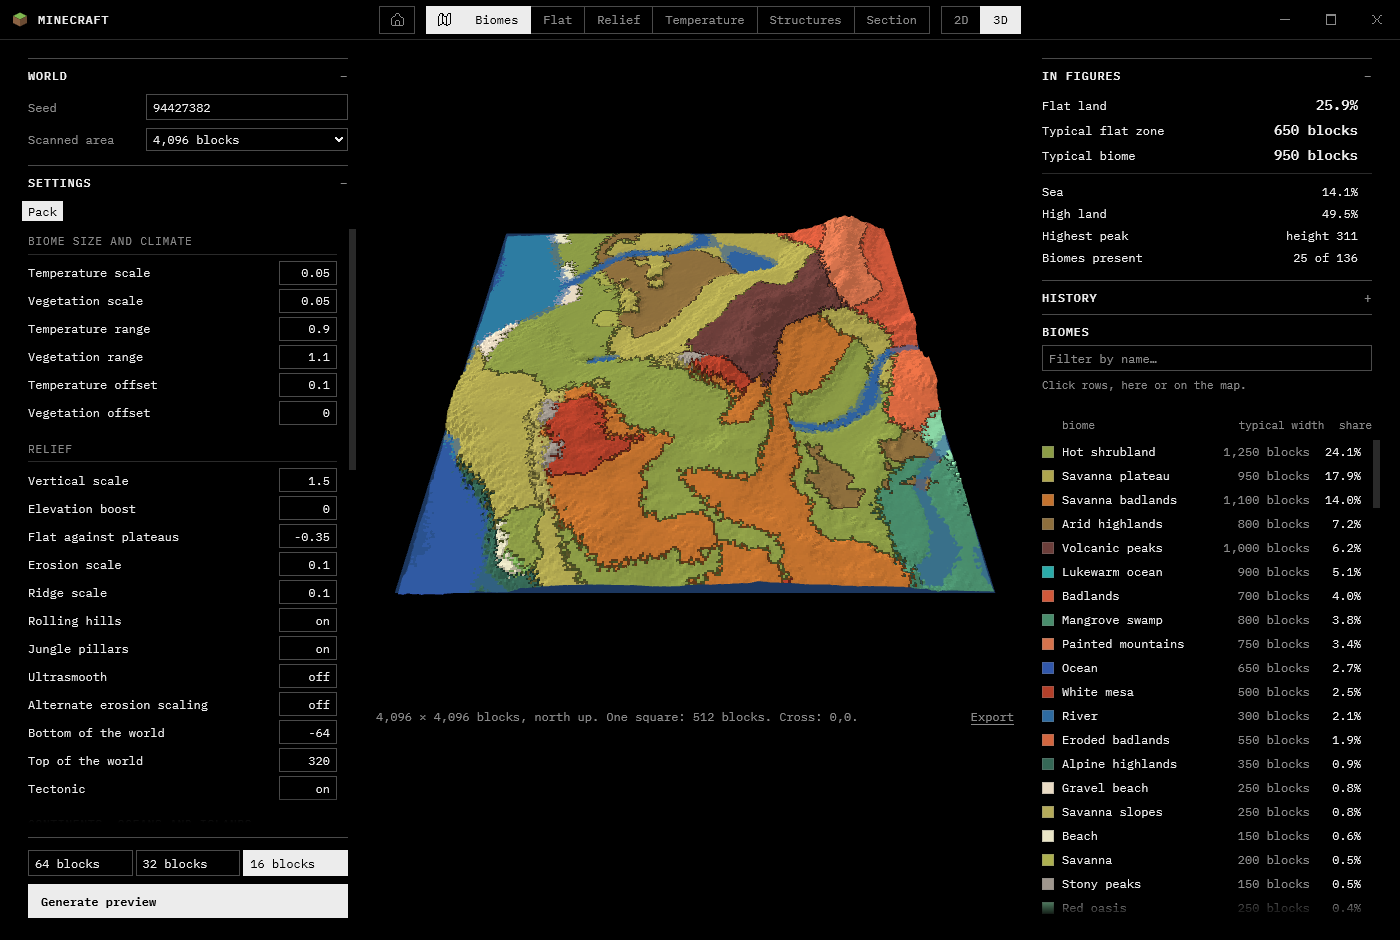 MINECRAFT
Biomes Flat Relief Temperature Structures Section 2D 3D
WORLD −
Seed 94427382
Scanned area 4,096 blocks
SETTINGS −
Pack
BIOME SIZE AND CLIMATE
Temperature scale 0.05
Vegetation scale 0.05
Temperature range 0.9
Vegetation range 1.1
Temperature offset 0.1
Vegetation offset 0
RELIEF
Vertical scale 1.5
Elevation boost 0
Flat against plateaus -0.35
Erosion scale 0.1
Ridge scale 0.1
Rolling hills on
Jungle pillars on
Ultrasmooth off
Alternate erosion scaling off
Bottom of the world -64
Top of the world 320
Tectonic on
64 blocks 32 blocks 16 blocks
Generate preview
4,096 × 4,096 blocks, north up. One square: 512 blocks. Cross: 0,0. Export
IN FIGURES −
Flat land 25.9%
Typical flat zone 650 blocks
Typical biome 950 blocks
Sea 14.1%
High land 49.5%
Highest peak height 311
Biomes present 25 of 136
HISTORY +
BIOMES
Filter by name…
Click rows, here or on the map.
biome typical width share
Hot shrubland 1,250 blocks 24.1%
Savanna plateau 950 blocks 17.9%
Savanna badlands 1,100 blocks 14.0%
Arid highlands 800 blocks 7.2%
Volcanic peaks 1,000 blocks 6.2%
Lukewarm ocean 900 blocks 5.1%
Badlands 700 blocks 4.0%
Mangrove swamp 800 blocks 3.8%
Painted mountains 750 blocks 3.4%
Ocean 650 blocks 2.7%
White mesa 500 blocks 2.5%
River 300 blocks 2.1%
Eroded badlands 550 blocks 1.9%
Alpine highlands 350 blocks 0.9%
Gravel beach 250 blocks 0.8%
Savanna slopes 250 blocks 0.8%
Beach 150 blocks 0.6%
Savanna 200 blocks 0.5%
Stony peaks 150 blocks 0.5%
Red oasis 250 blocks 0.4%